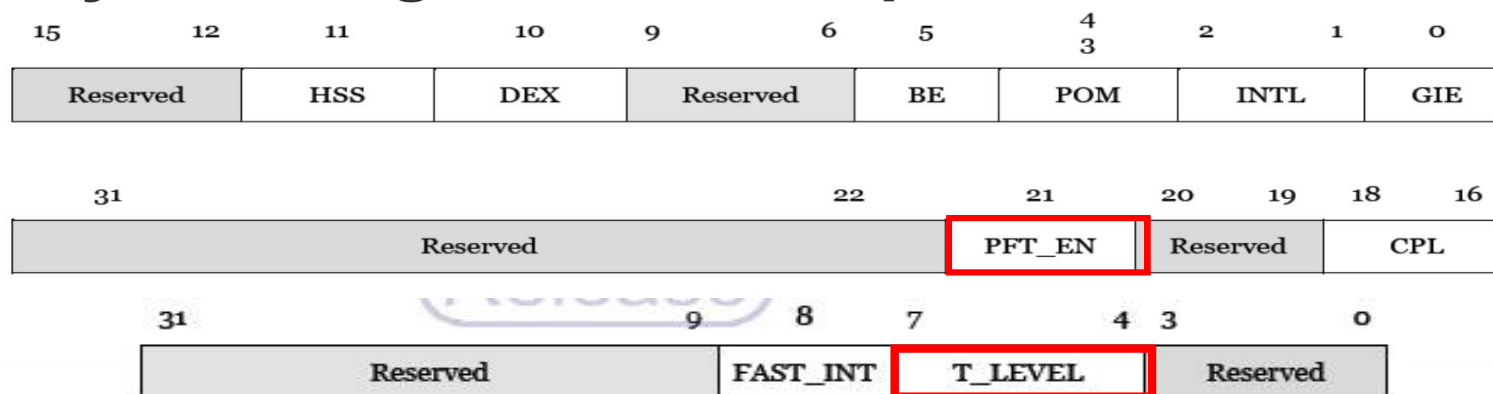 15 12 11 10 9 6 5 4 2 1 0
3
Reserved HSS DEX Reserved BE POM INTL GIE
31 22 21 20 19 18 16
Reserved PFT_EN Reserved CPL
31 9 8 7 4 3 0
Reserved FAST_INT T_LEVEL Reserved